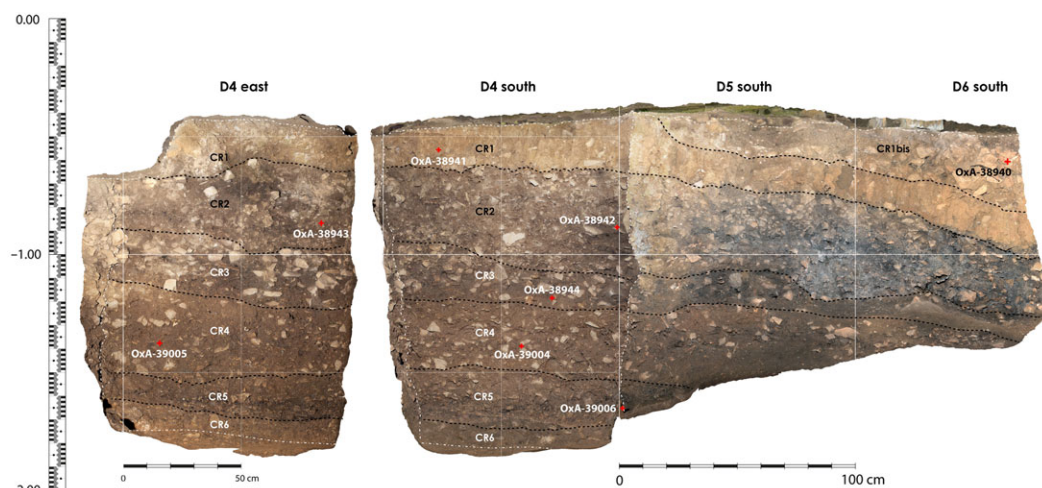 0.00
D4 east
D4 south
D5 south
D6 south
CR1
OxA-38941
CR1
CR1bis
OxA-38940
CR2
OxA-38943
CR2
OxA-38942
−1.00
CR3
CR3
OxA-38944
CR4
OxA-39005
CR4
OxA-39004
CR5
CR5
OxA-39006
CR6
CR6
0
50 cm
0
100 cm